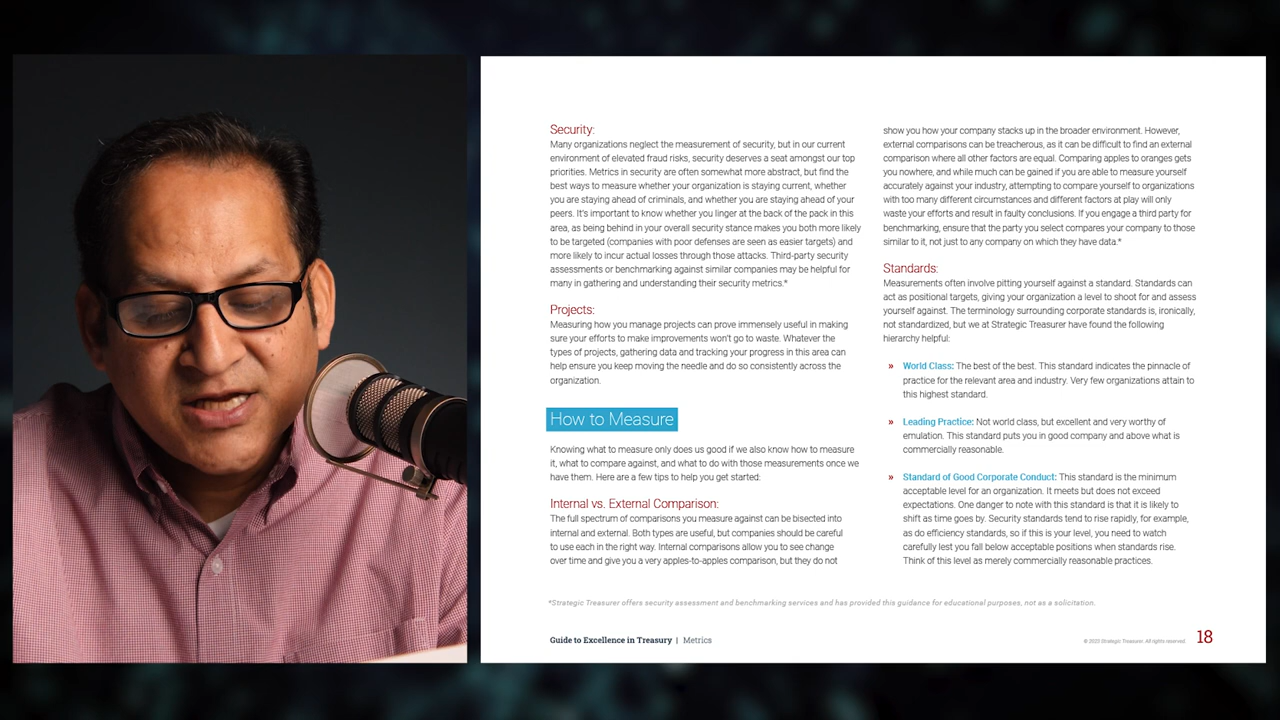 Security:
Many organizations neglect the measurement of security, but in our current
environment of elevated fraud risks, security deserves a seat amongst our top
priorities. Metrics in security are often somewhat more abstract, but find the
best ways to measure whether your organization is staying current, whether
you are staying ahead of criminals, and whether you are staying ahead of your
peers. It's important to know whether you linger at the back of the pack in this
area, as being behind in your overall security stance makes you both more likely
to be targeted (companies with poor defenses are seen as easier targets) and
more likely to incur actual losses through those attacks. Third-party security
assessments or benchmarking against similar companies may be helpful for
many in gathering and understanding their security metrics.*
Projects:
Measuring how you manage projects can prove immensely useful in making
sure your efforts to make improvements won't go to waste. Whatever the
types of projects, gathering data and tracking your progress in this area can
help ensure you keep moving the needle and do so consistently across the
organization.
How to Measure
Knowing what to measure only does us good if we also know how to measure
it, what to compare against, and what to do with those measurements once we
have them. Here are a few tips to help you get started:
Internal vs. External Comparison:
The full spectrum of comparisons you measure against can be bisected into
internal and external. Both types are useful, but companies should be careful
to use each in the right way. Internal comparisons allow you to see change
over time and give you a very apples-to-apples comparison, but they do not
show you how your company stacks up in the broader environment. However,
external comparisons can be treacherous, as it can be difficult to find an external
comparison where all other factors are equal. Comparing apples to oranges gets
you nowhere, and while much can be gained if you are able to measure yourself
accurately against your industry, attempting to compare yourself to organizations
with too many different circumstances and different factors at play will only
waste your efforts and result in faulty conclusions. If you engage a third party for
benchmarking, ensure that the party you select compares your company to those
similar to it, not just to any company on which they have data.*
Standards:
Measurements often involve pitting yourself against a standard. Standards can
act as positional targets, giving your organization a level to shoot for and assess
yourself against. The terminology surrounding corporate standards is, ironically,
not standardized, but we at Strategic Treasurer have found the following
hierarchy helpful:
» World Class: The best of the best. This standard indicates the pinnacle of
practice for the relevant area and industry. Very few organizations attain to
this highest standard.
» Leading Practice: Not world class, but excellent and very worthy of
emulation. This standard puts you in good company and above what is
commercially reasonable.
» Standard of Good Corporate Conduct: This standard is the minimum
acceptable level for an organization. It meets but does not exceed
expectations. One danger to note with this standard is that it is likely to
shift as time goes by. Security standards tend to rise rapidly, for example,
as do efficiency standards, so if this is your level, you need to watch
carefully lest you fall below acceptable positions when standards rise.
Think of this level as merely commercially reasonable practices.
*Strategic Treasurer offers security assessment and benchmarking services and has provided this guidance for educational purposes, not as a solicitation.
Guide to Excellence in Treasury | Metrics
© 2023 Strategic Treasurer. All rights reserved. 18